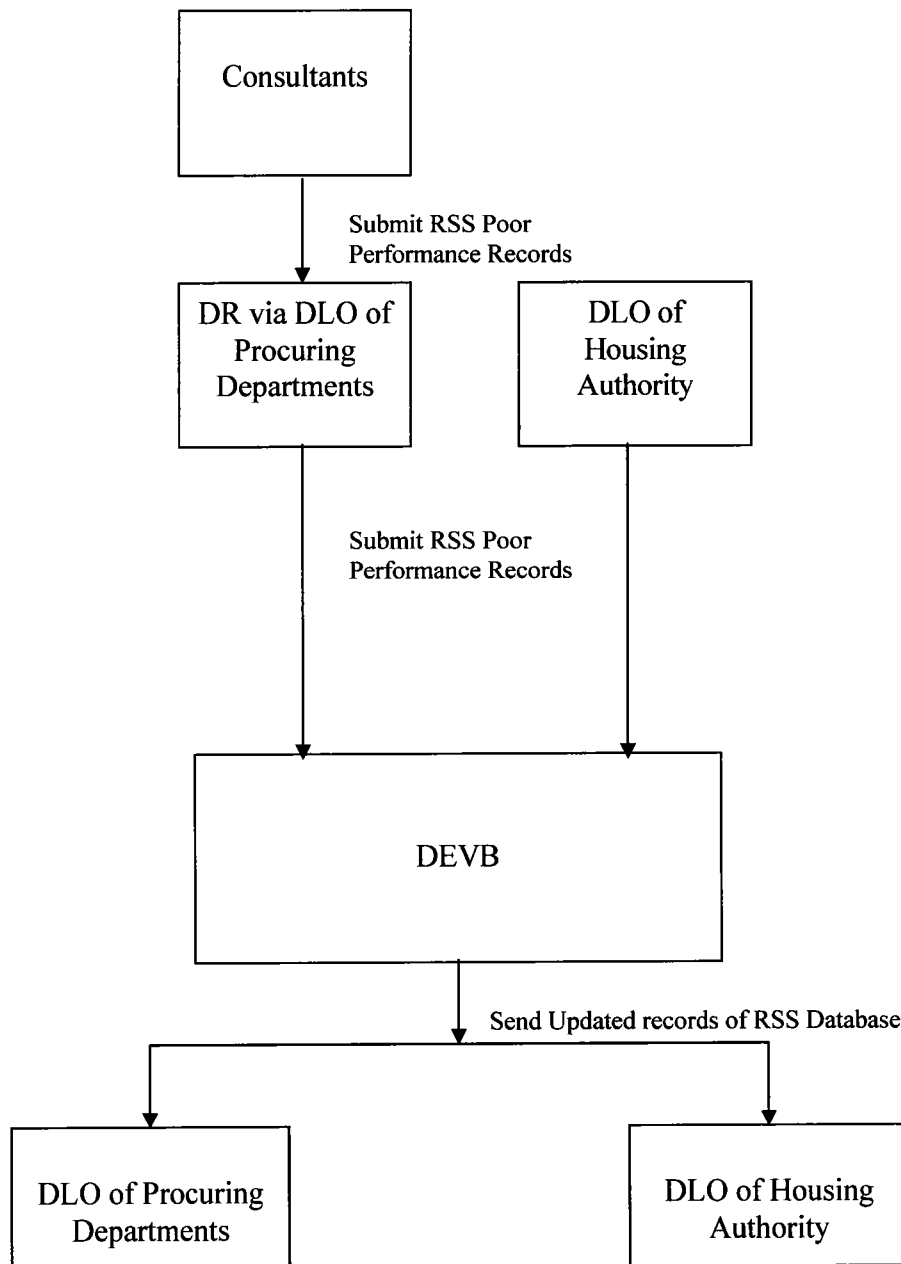 Consultants
Submit RSS Poor
Performance Records
DR via DLO of
Procuring
Departments
DLO of
Housing
Authority
Submit RSS Poor
Performance Records
DEVB
Send Updated records of RSS Database
DLO of Procuring
Departments
DLO of Housing
Authority